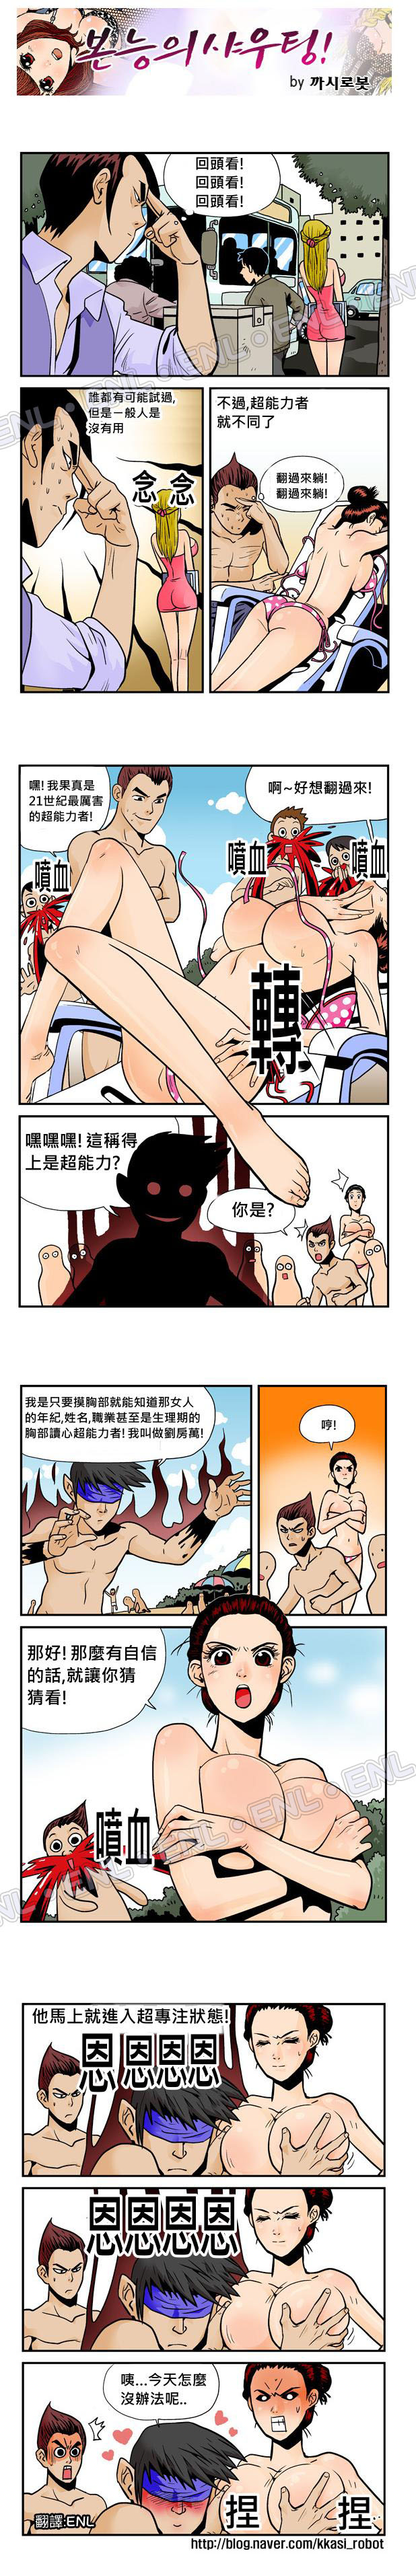 본능의 샤우팅!
by 까시로봇
回頭看!
回頭看!
回頭看!
誰都有可能試過,
但是一般人是
沒有用
念 念
不過,超能力者
就不同了
翻過來躺!
翻過來躺!
嘿! 我果真是
21世紀最厲害
的超能力者!
啊~好想翻過來!
噴血
噴血
噴血
轉
嘿嘿嘿! 這稱得
上是超能力?
你是?
我是只要摸胸部就能知道那女人
的年紀,姓名,職業甚至是生理期的
胸部讀心超能力者! 我叫做劉房萬!
哼!
那好! 那麼有自信
的話,就讓你猜
猜看!
噴血
他馬上就進入超專注狀態!
恩恩恩恩
恩恩恩恩
咦...今天怎麼
沒辦法呢..
捏 捏
翻譯:ENL
http://blog.naver.com/kkasi_robot
ENL • ENL • ENL • ENL
ENL • ENL • ENL • ENL